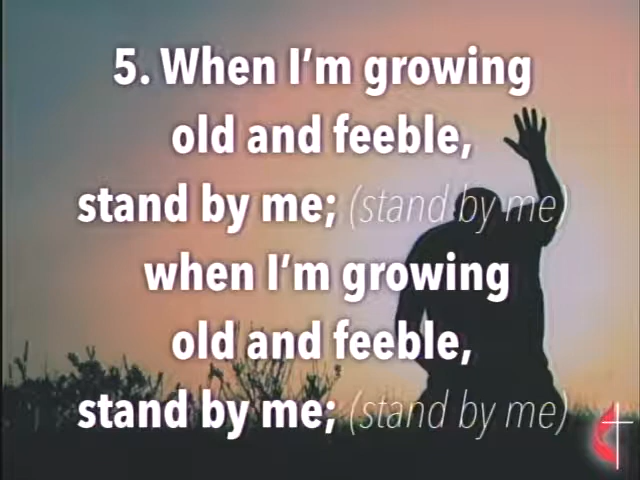 5. When I’m growing
old and feeble,
stand by me; (stand by me)
when I’m growing
old and feeble,
stand by me; (stand by me)